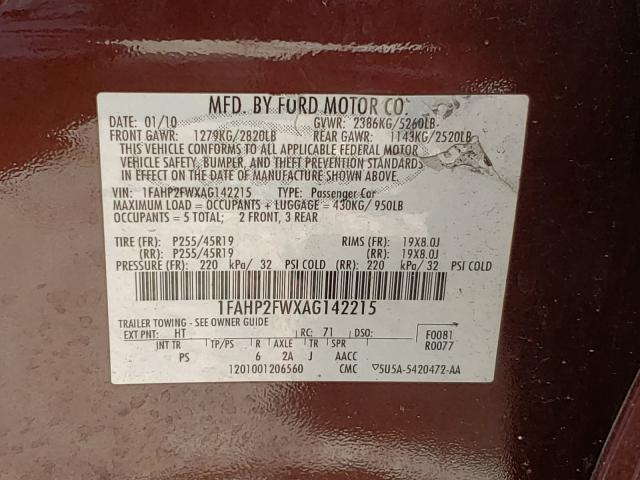 MFD. BY FORD MOTOR CO.
DATE: 01/10 GVWR: 2386KG/5260LB
FRONT GAWR: 1279KG/2820LB REAR GAWR: 1143KG/2520LB
THIS VEHICLE CONFORMS TO ALL APPLICABLE FEDERAL MOTOR
VEHICLE SAFETY, BUMPER, AND THEFT PREVENTION STANDARDS
IN EFFECT ON THE DATE OF MANUFACTURE SHOWN ABOVE.
VIN: 1FAHP2FWXAG142215 TYPE: Passenger Car
MAXIMUM LOAD = OCCUPANTS + LUGGAGE = 430KG/ 950LB
OCCUPANTS = 5 TOTAL; 2 FRONT, 3 REAR
TIRE (FR): P255/45R19 RIMS (FR): 19X8.0J
(RR): P255/45R19 (RR): 19X8.0J
PRESSURE (FR): 220 kPa/ 32 PSI COLD (RR): 220 kPa/ 32 PSI COLD
1FAHP2FWXAG142215
TRAILER TOWING - SEE OWNER GUIDE
EXT PNT: HT RC: 71 DSO: F0081
INT TR TP/PS R AXLE TR SPR R0077
PS 6 2A J AACC
1201001206560 CMC ▽5U5A-5420472-AA